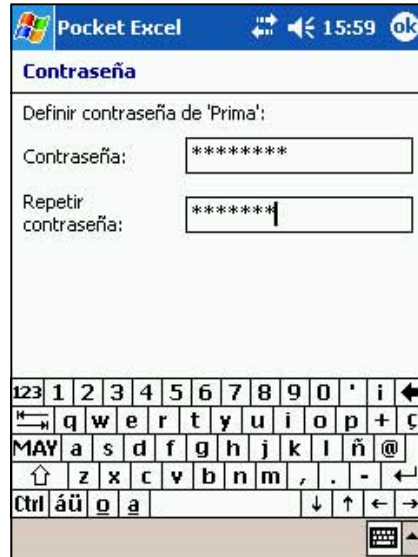 Pocket Excel 15:59 ok
Contraseña
Definir contraseña de 'Prima':
Contraseña: ********
Repetir
contraseña: *******
123 1 2 3 4 5 6 7 8 9 0 ' i
q w e r t y u i o p + ç
MAY a s d f g h j k l ñ @
z x c v b n m , . -
Ctrl áü o a ↓ ↑ ← →